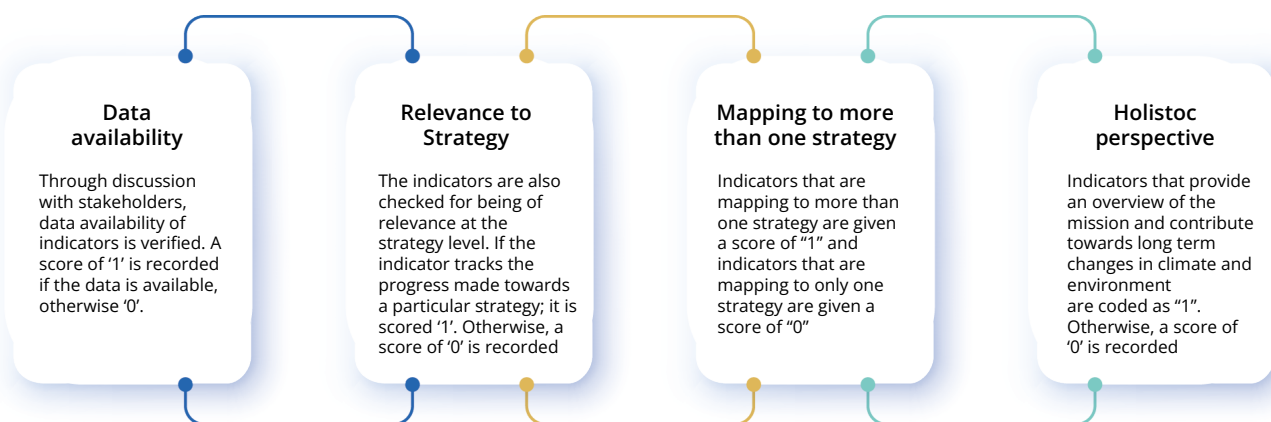 Data
availability
Through discussion
with stakeholders,
data availability of
indicators is verified. A
score of ‘1’ is recorded
if the data is available,
otherwise ‘0’.
Relevance to
Strategy
The indicators are also
checked for being of
relevance at the
strategy level. If the
indicator tracks the
progress made towards
a particular strategy; it is
scored ‘1’. Otherwise, a
score of ‘0’ is recorded
Mapping to more
than one strategy
Indicators that are
mapping to more than
one strategy are given
a score of “1” and
indicators that are
mapping to only one
strategy are given a
score of “0”
Holistoc
perspective
Indicators that provide
an overview of the
mission and contribute
towards long term
changes in climate and
environment
are coded as “1”.
Otherwise, a score of
‘0’ is recorded